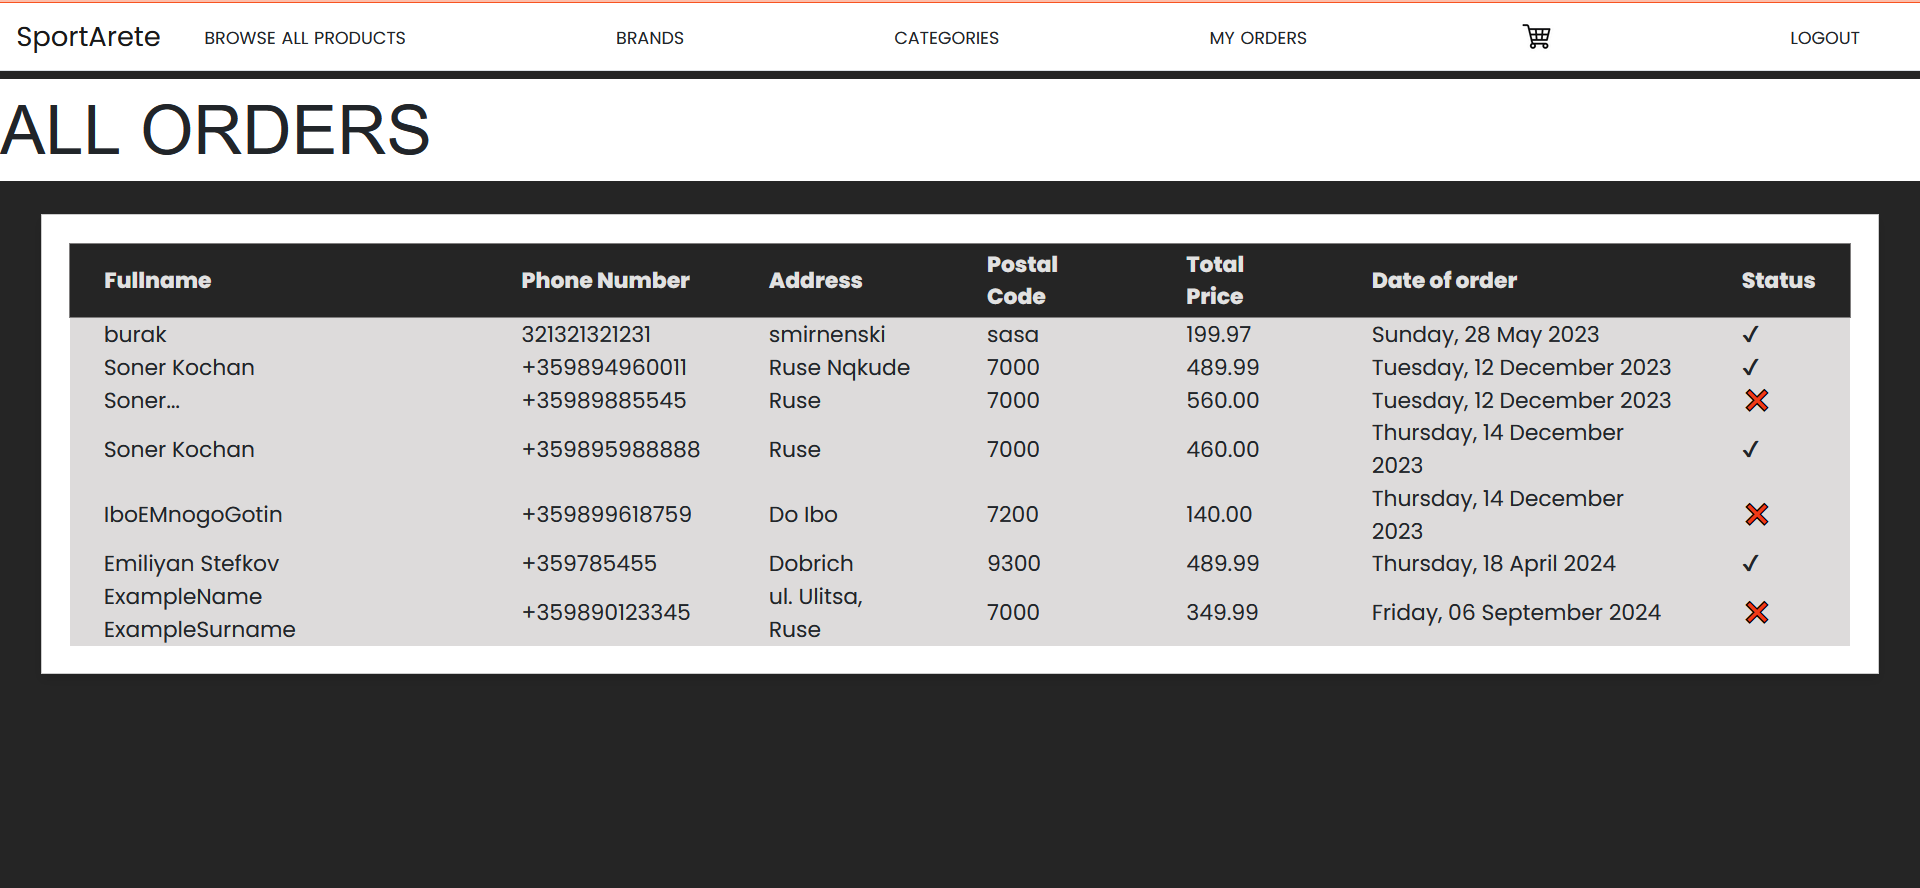 SportArete BROWSE ALL PRODUCTS BRANDS CATEGORIES MY ORDERS LOGOUT
ALL ORDERS
Fullname Phone Number Address Postal Code Total Price Date of order Status
burak 321321321231 smirnenski sasa 199.97 Sunday, 28 May 2023 ✓
Soner Kochan +359894960011 Ruse Nqkude 7000 489.99 Tuesday, 12 December 2023 ✓
Soner... +35989885545 Ruse 7000 560.00 Tuesday, 12 December 2023 ❌
Soner Kochan +359895988888 Ruse 7000 460.00 Thursday, 14 December 2023 ✓
IboEMnogoGotin +359899618759 Do Ibo 7200 140.00 Thursday, 14 December 2023 ❌
Emiliyan Stefkov +359785455 Dobrich 9300 489.99 Thursday, 18 April 2024 ✓
ExampleName ExampleSurname +359890123345 ul. Ulitsa, Ruse 7000 349.99 Friday, 06 September 2024 ❌